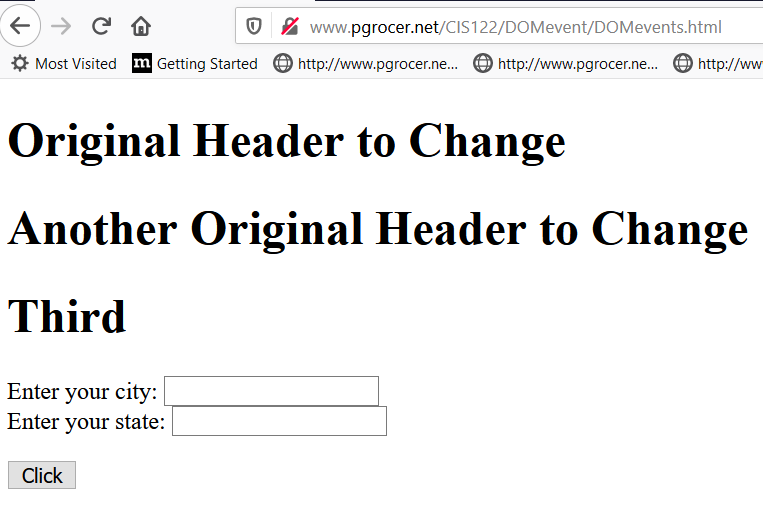 www.pgrocer.net/CIS122/DOMevent/DOMevents.html
Most Visited m Getting Started http://www.pgrocer.ne... http://www.pgrocer.ne... http://ww
Original Header to Change
Another Original Header to Change
Third
Enter your city:
Enter your state:
Click